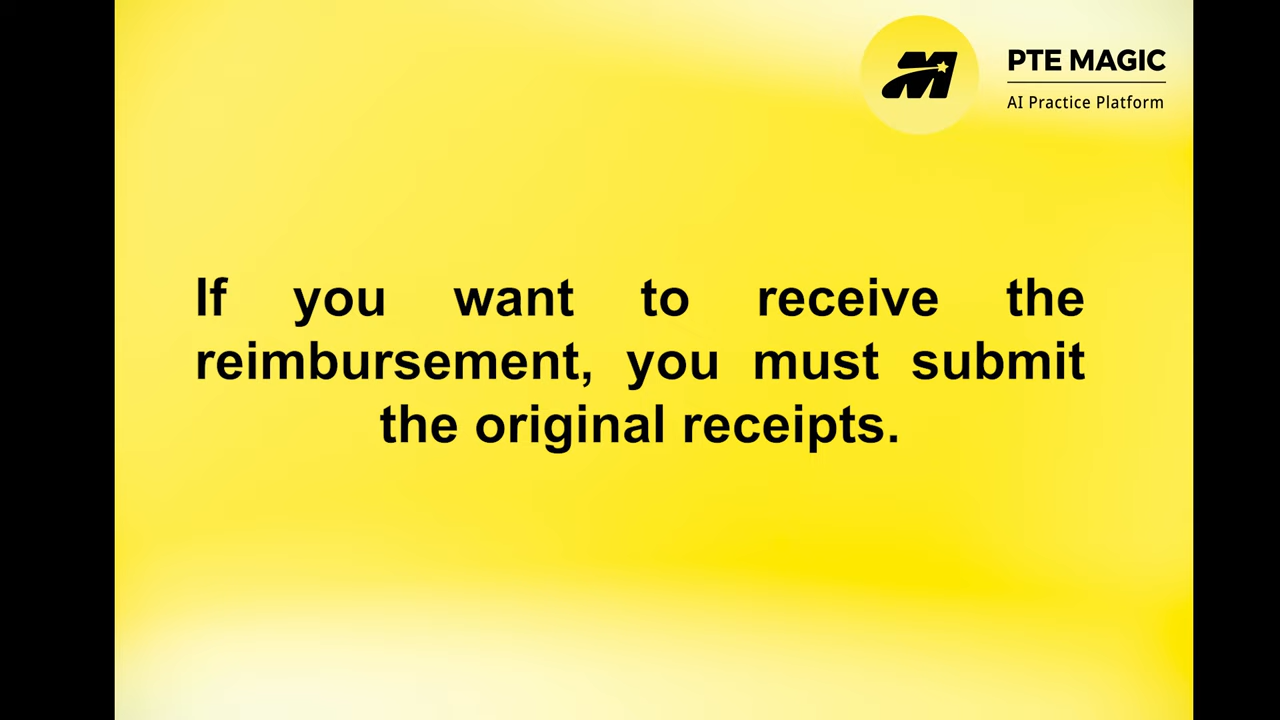 PTE MAGIC
AI Practice Platform
If you want to receive the
reimbursement, you must submit
the original receipts.